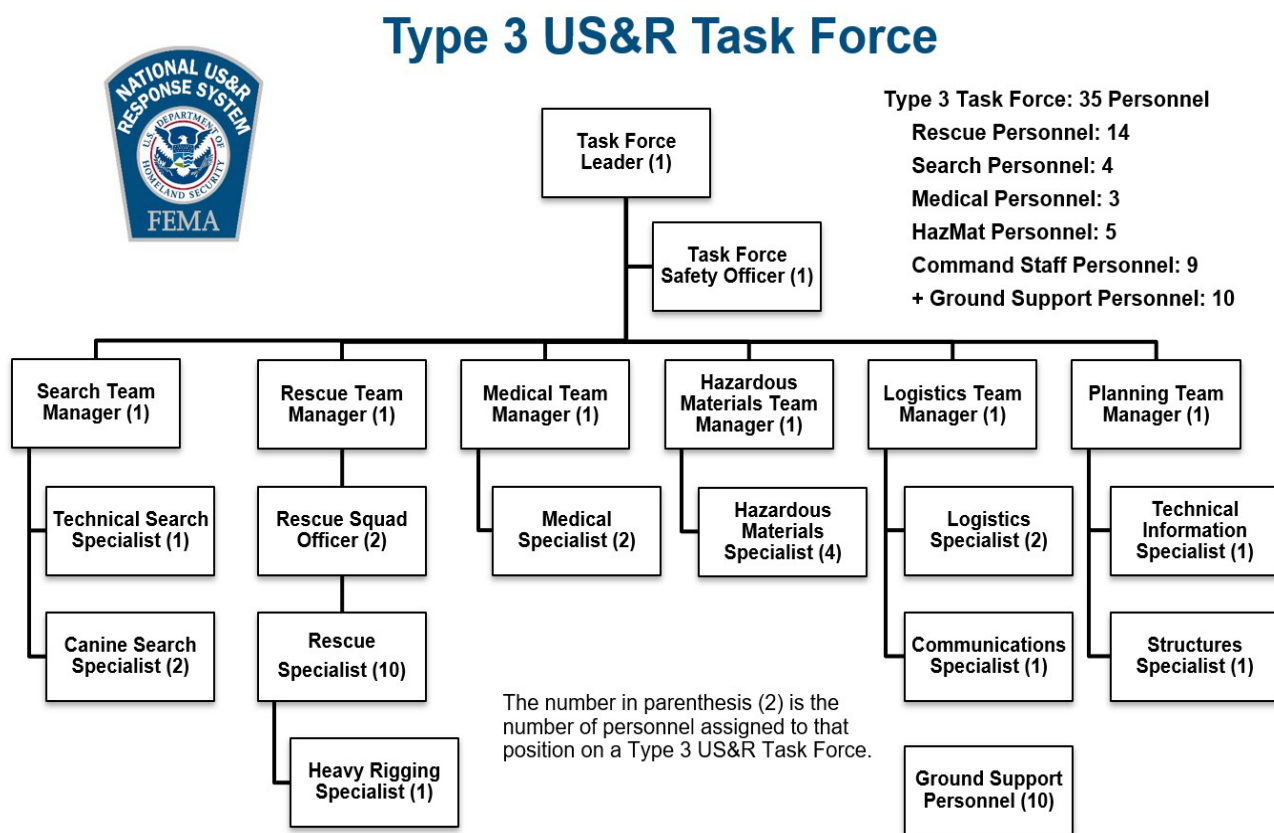 Type 3 US&R Task Force
NATIONAL US&R
RESPONSE SYSTEM
U.S. DEPARTMENT OF
HOMELAND SECURITY
FEMA
Type 3 Task Force: 35 Personnel
Rescue Personnel: 14
Search Personnel: 4
Medical Personnel: 3
HazMat Personnel: 5
Command Staff Personnel: 9
+ Ground Support Personnel: 10
Task Force
Leader (1)
Task Force
Safety Officer (1)
Search Team
Manager (1)
Rescue Team
Manager (1)
Medical Team
Manager (1)
Hazardous
Materials Team
Manager (1)
Logistics Team
Manager (1)
Planning Team
Manager (1)
Technical Search
Specialist (1)
Rescue Squad
Officer (2)
Medical
Specialist (2)
Hazardous
Materials
Specialist (4)
Logistics
Specialist (2)
Technical
Information
Specialist (1)
Canine Search
Specialist (2)
Rescue
Specialist (10)
Communications
Specialist (1)
Structures
Specialist (1)
The number in parenthesis (2) is the
number of personnel assigned to that
position on a Type 3 US&R Task Force.
Heavy Rigging
Specialist (1)
Ground Support
Personnel (10)